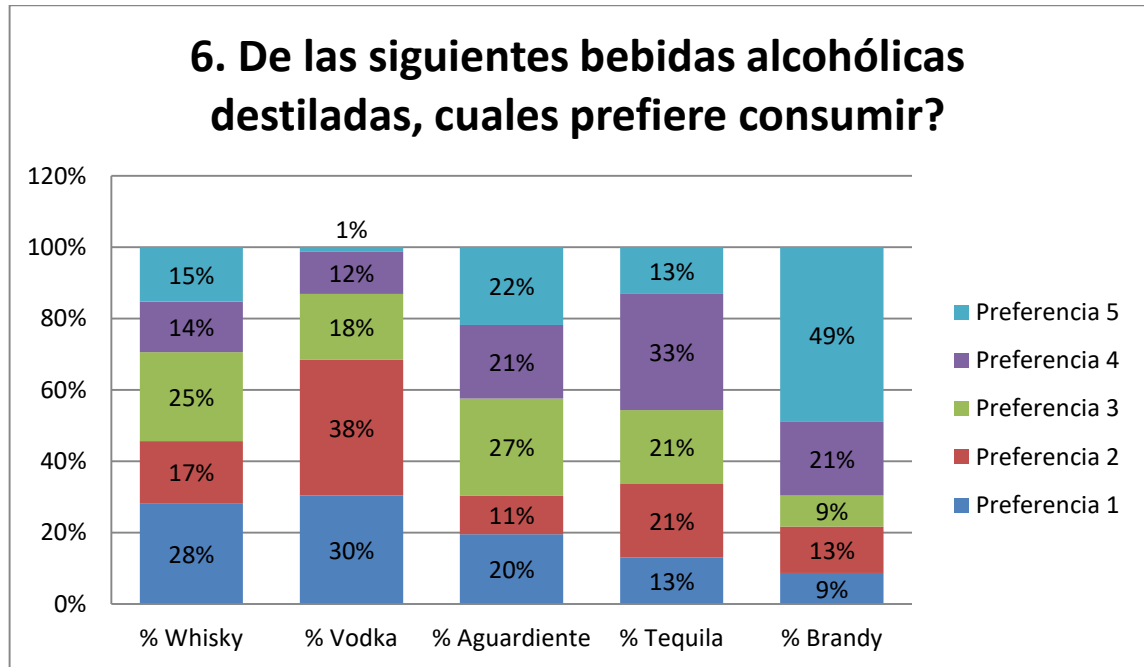 6. De las siguientes bebidas alcohólicas
destiladas, cuales prefiere consumir?
120%
100%
80%
60%
40%
20%
0%
15%
14%
25%
17%
28%
1%
12%
18%
38%
30%
22%
21%
27%
11%
20%
13%
33%
21%
21%
13%
49%
21%
9%
13%
9%
% Whisky
% Vodka
% Aguardiente
% Tequila
% Brandy
Preferencia 5
Preferencia 4
Preferencia 3
Preferencia 2
Preferencia 1